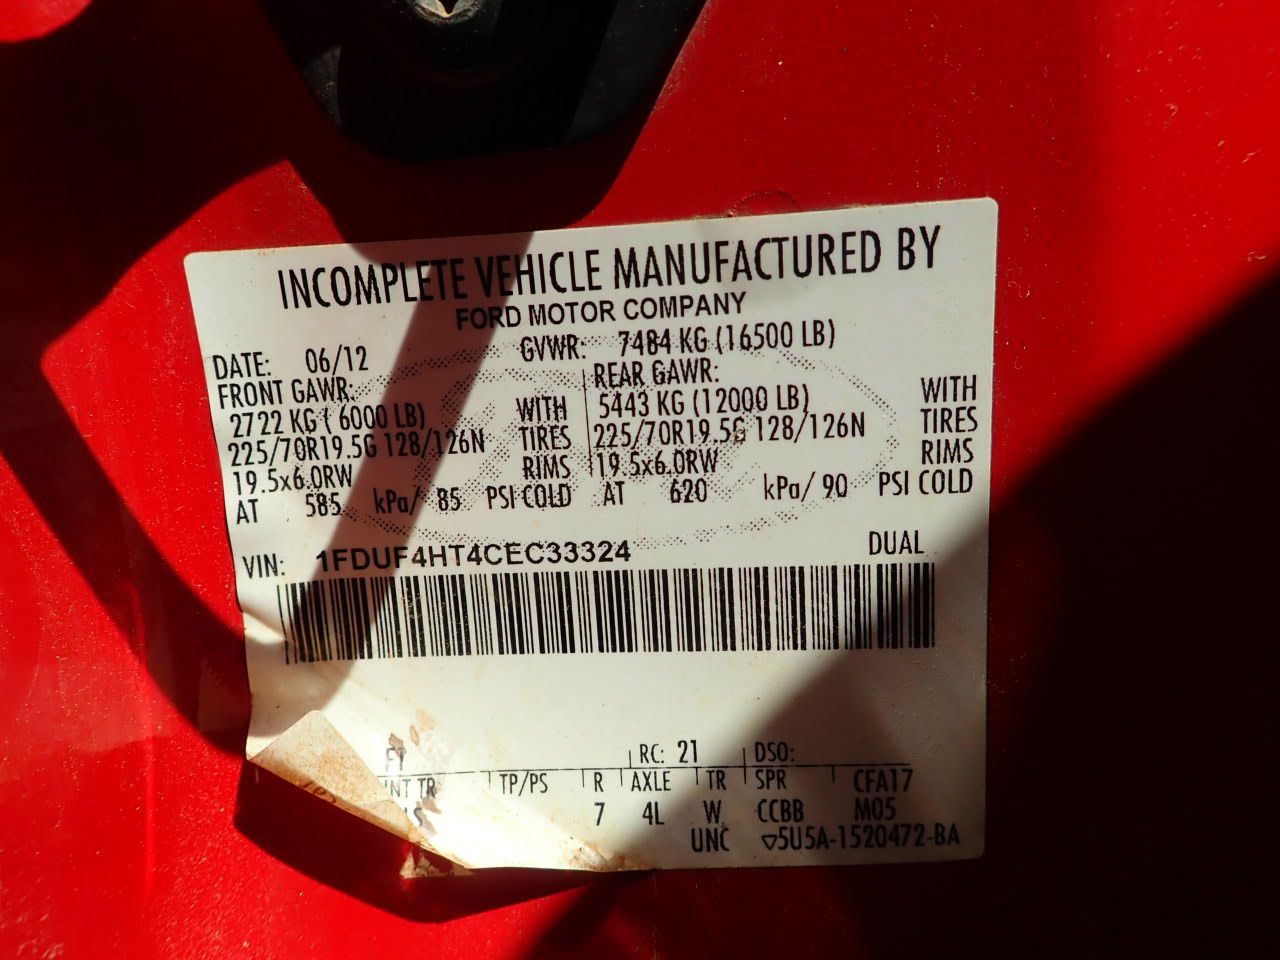 INCOMPLETE VEHICLE MANUFACTURED BY
FORD MOTOR COMPANY
DATE: 06/12 GVWR: 7484 KG (16500 LB)
FRONT GAWR: REAR GAWR:
2722 KG ( 6000 LB) WITH 5443 KG (12000 LB) WITH
225/70R19.5G 128/126N TIRES 225/70R19.5G 128/126N TIRES
19.5x6.0RW RIMS 19.5x6.0RW RIMS
AT 585 kPa/ 85 PSI COLD AT 620 kPa/ 90 PSI COLD
VIN: 1FDUF4HT4CEC33324 DUAL
RC: 21 DSO:
INT TR TP/PS R AXLE TR SPR CFA17
7 4L W CCBB M05
UNC ▽5U5A-1520472-BA